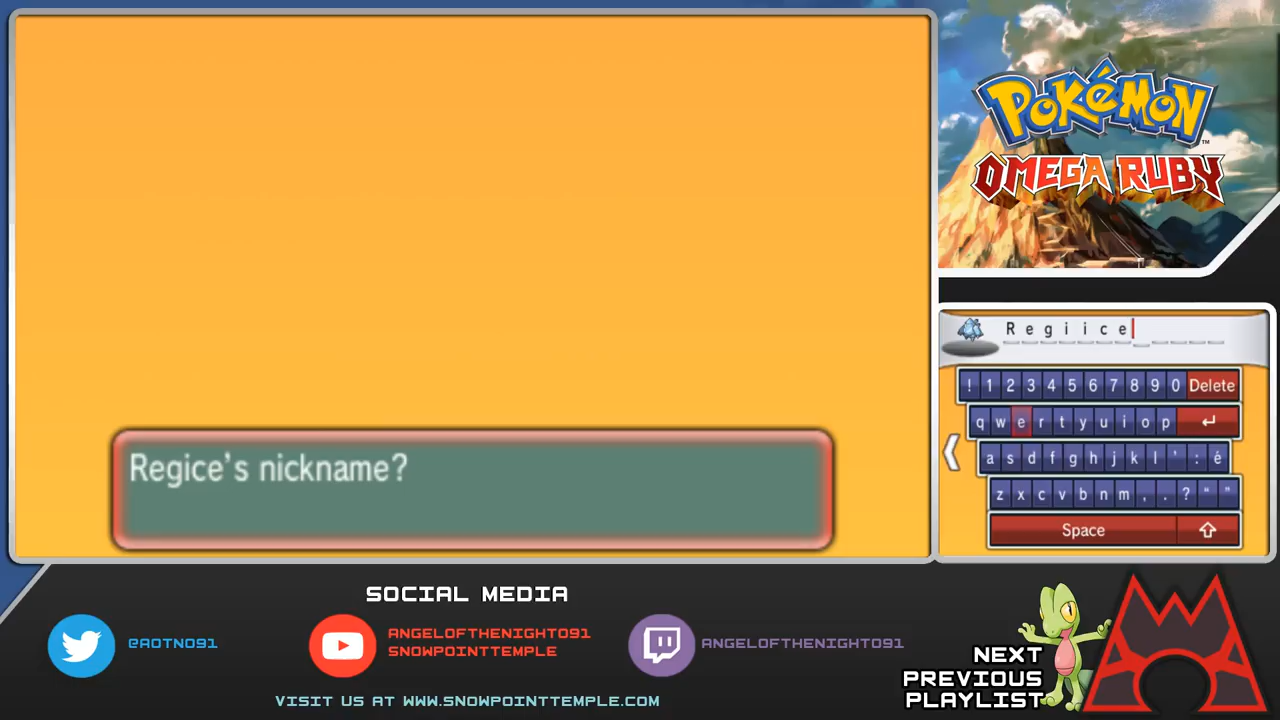 POKéMON
TM
OMEGA RUBY
R e g i i c e
! 1 2 3 4 5 6 7 8 9 0 Delete
q w e r t y u i o p
a s d f g h j k l ' : é
z x c v b n m , . ? “ ”
Space
Regice's nickname?
SOCIAL MEDIA
@AOTN091
ANGELOFTHENIGHT091
SNOWPOINTTEMPLE
ANGELOFTHENIGHT091
VISIT US AT WWW.SNOWPOINTTEMPLE.COM
NEXT
PREVIOUS
PLAYLIST